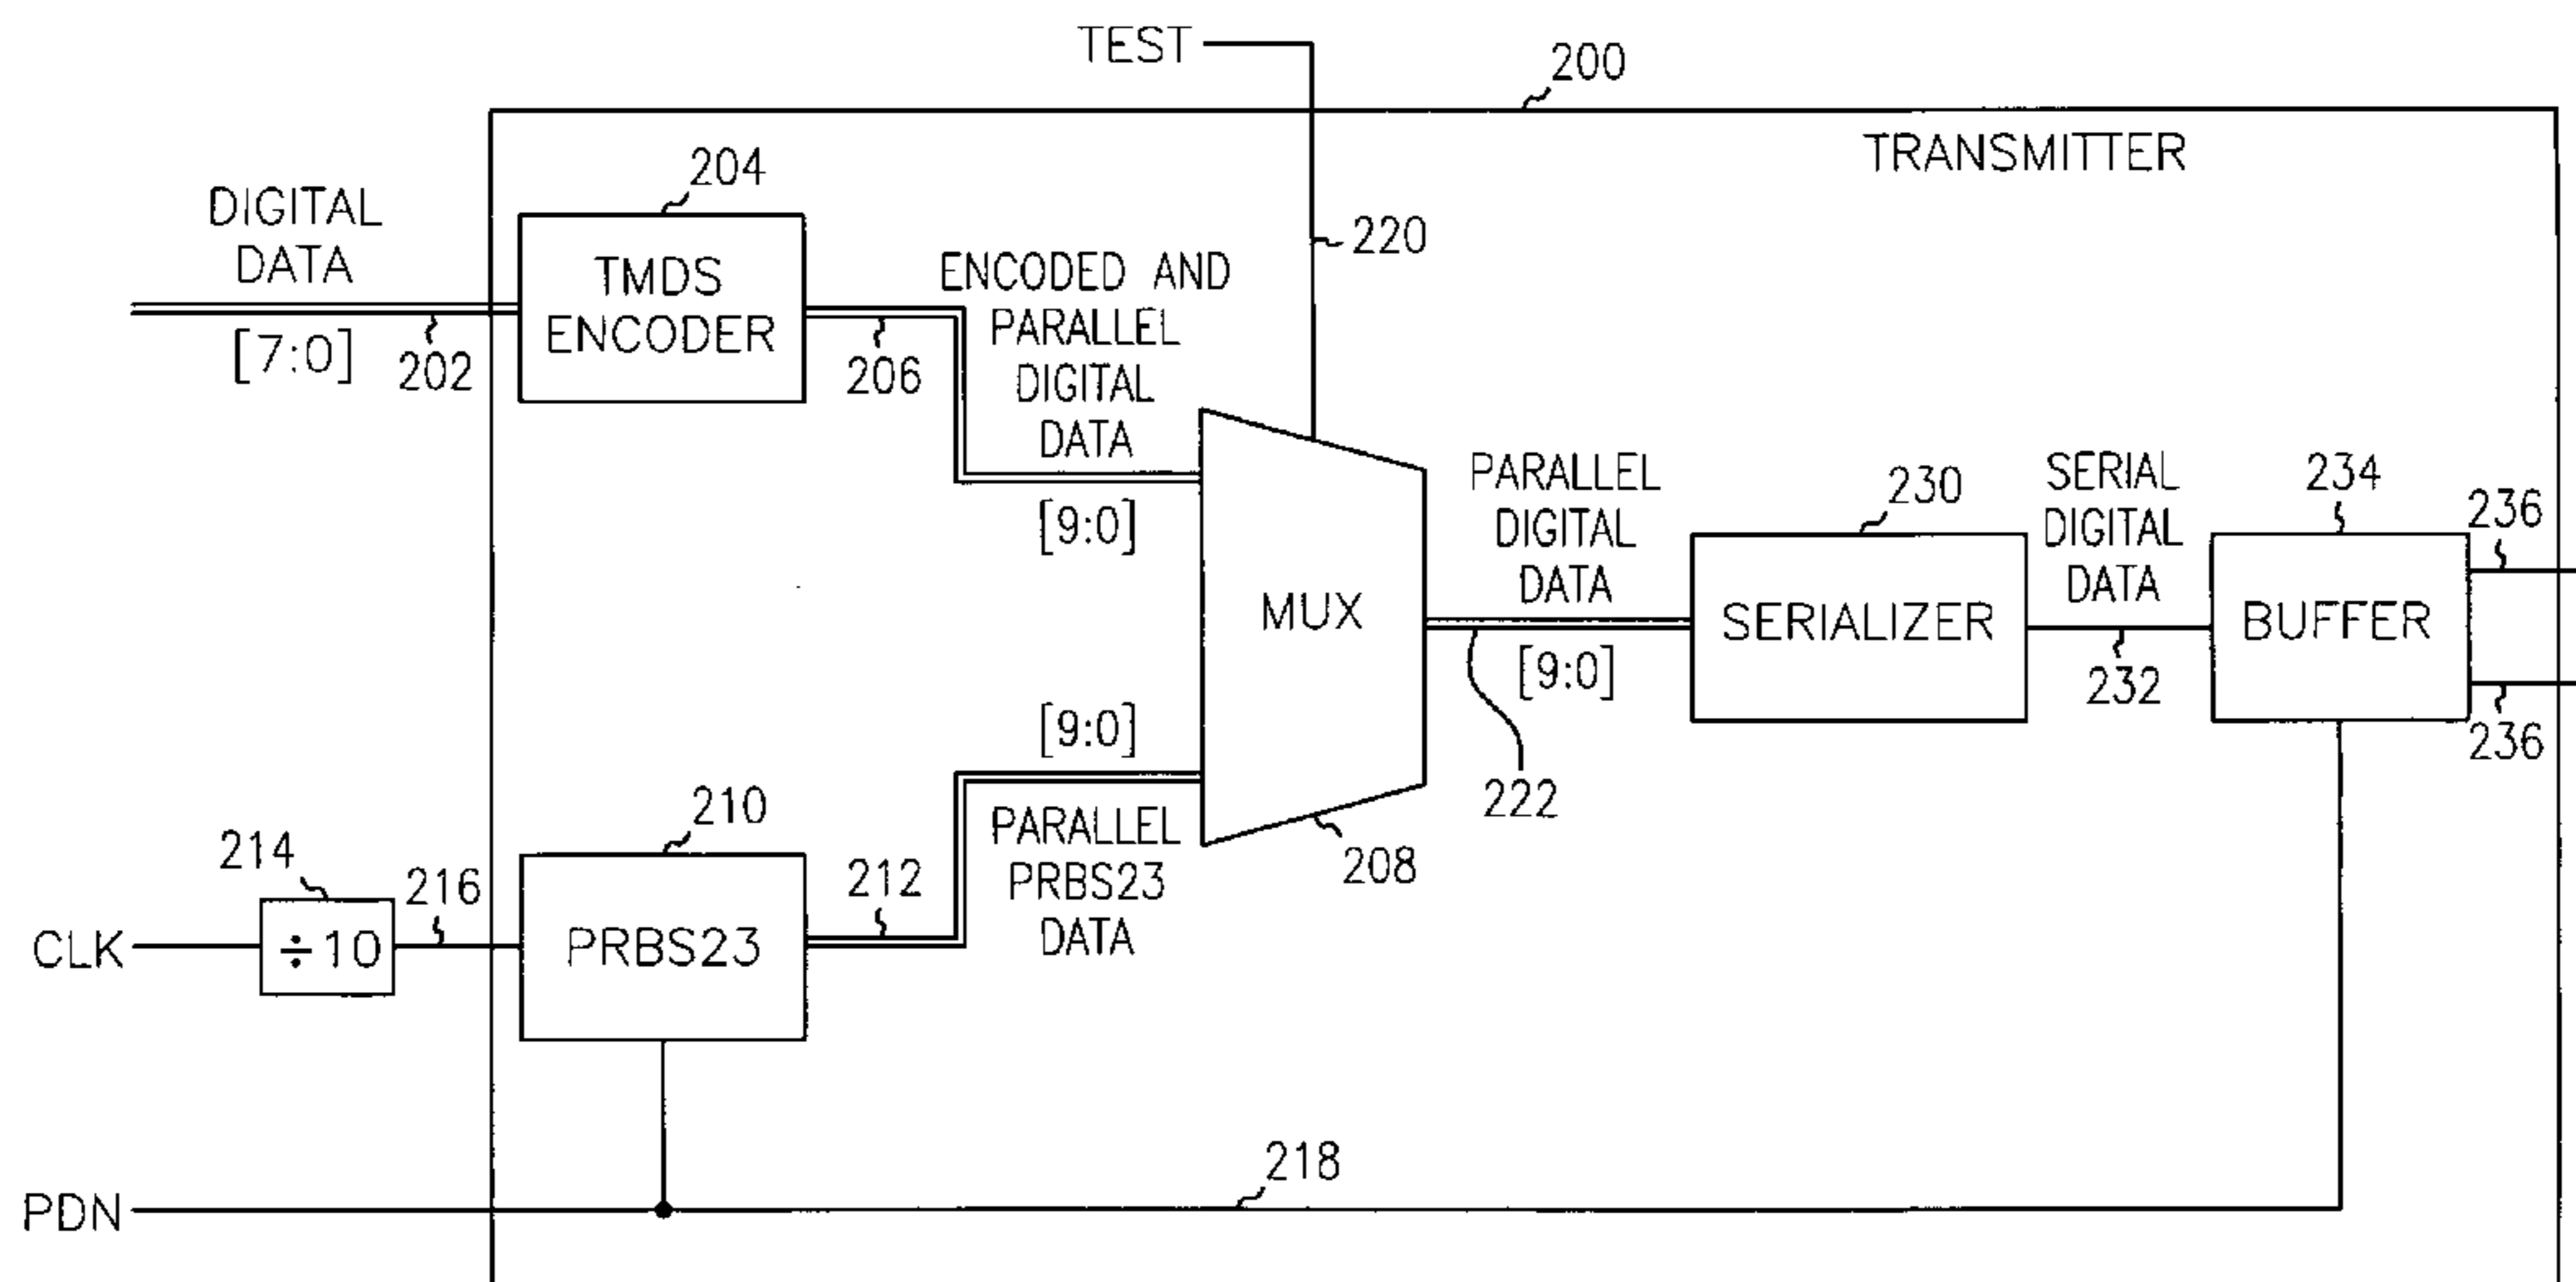 TEST
200
TRANSMITTER
204
DIGITAL
DATA
[7:0]
202
TMDS
ENCODER
206
220
ENCODED AND
PARALLEL
DIGITAL
DATA
[9:0]
MUX
208
PARALLEL
DIGITAL
DATA
[9:0]
222
230
SERIALIZER
SERIAL
DIGITAL
DATA
232
234
BUFFER
236
236
[9:0]
PARALLEL
PRBS23
DATA
210
PRBS23
212
214
216
CLK
÷10
218
PDN